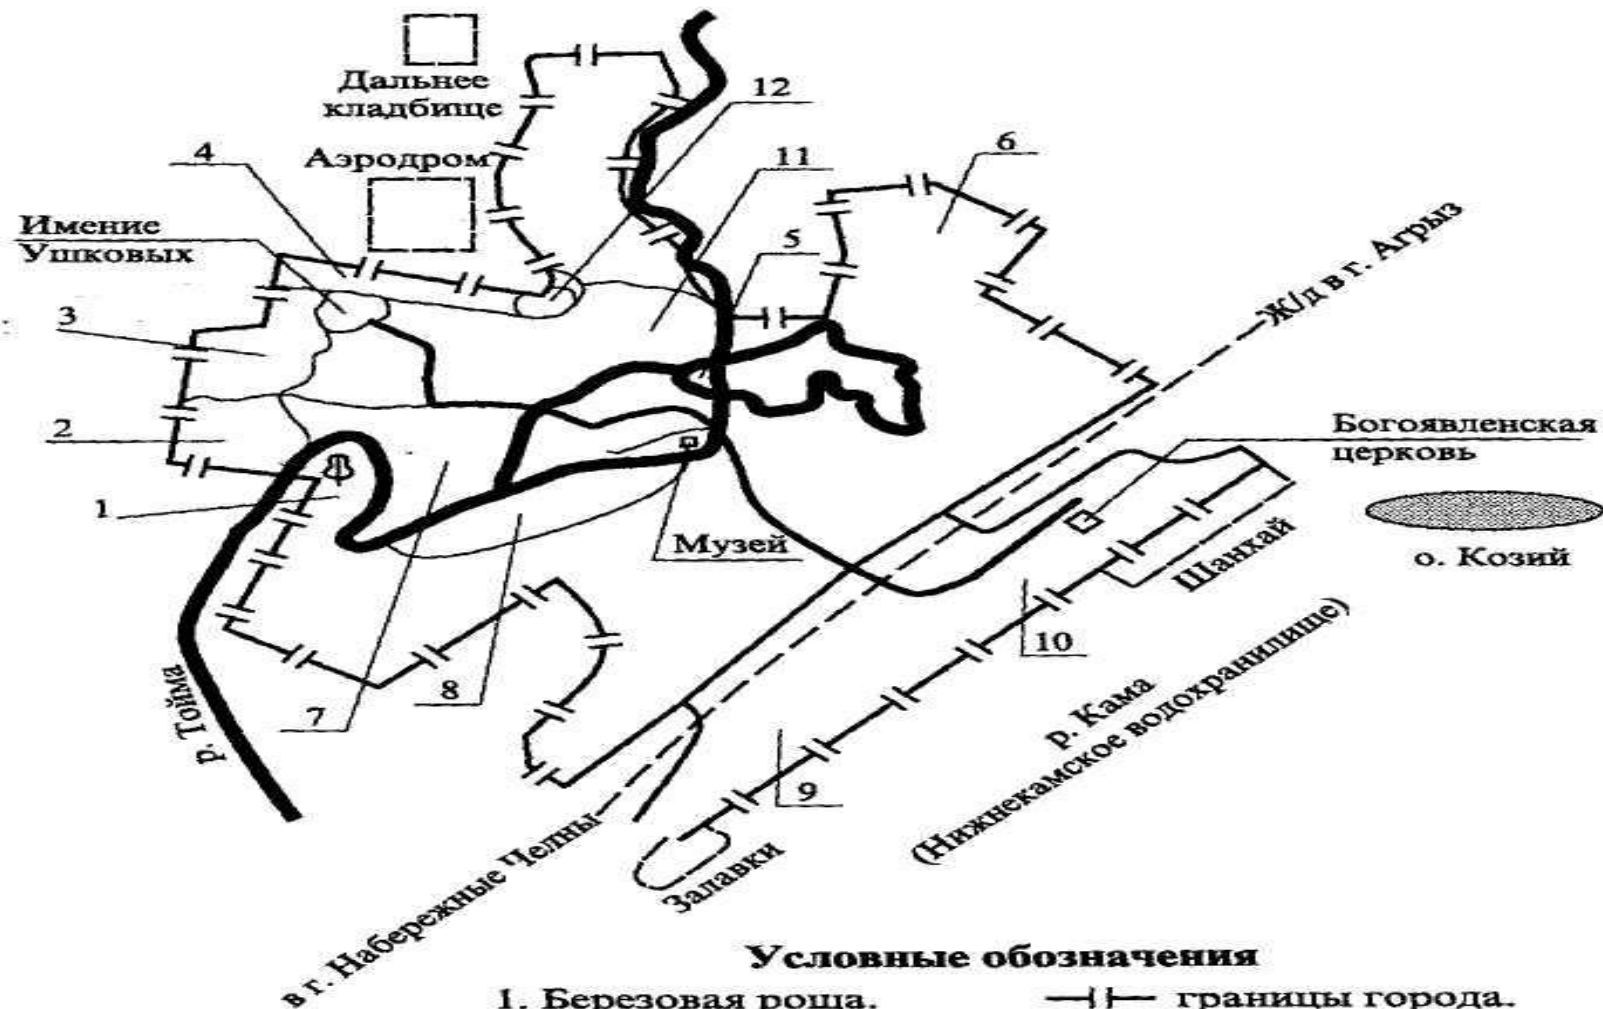 Дальнее
кладбище
12
4
Аэродром
11
6
Имение
Ушковых
5
Ж/д в г. Агрыз
3
2
Богоявленская
церковь
1
Музей
Шанхай
о. Козий
10
р. Тойма
8
7
р. Кама
(Нижнекамское водохранилище)
9
Залавки
в г. Набережные Челны
Условные обозначения
1. Березовая роща.
границы города.